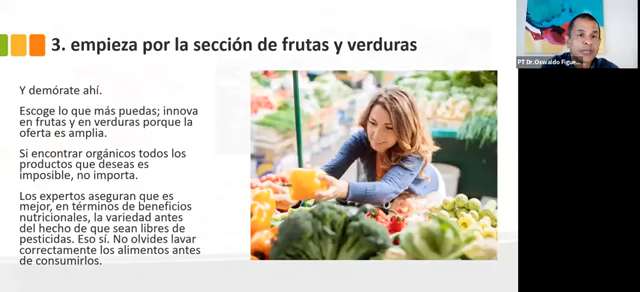 3. empieza por la sección de frutas y verduras
Y demórate ahí.
Escoge lo que más puedas; innova
en frutas y en verduras porque la
oferta es amplia.
Si encontrar orgánicos todos los
productos que deseas es
imposible, no importa.
Los expertos aseguran que es
mejor, en términos de beneficios
nutricionales, la variedad antes
del hecho de que sean libres de
pesticidas. Eso sí. No olvides lavar
correctamente los alimentos antes
de consumirlos.
PT Dr.Oswaldo Figue...